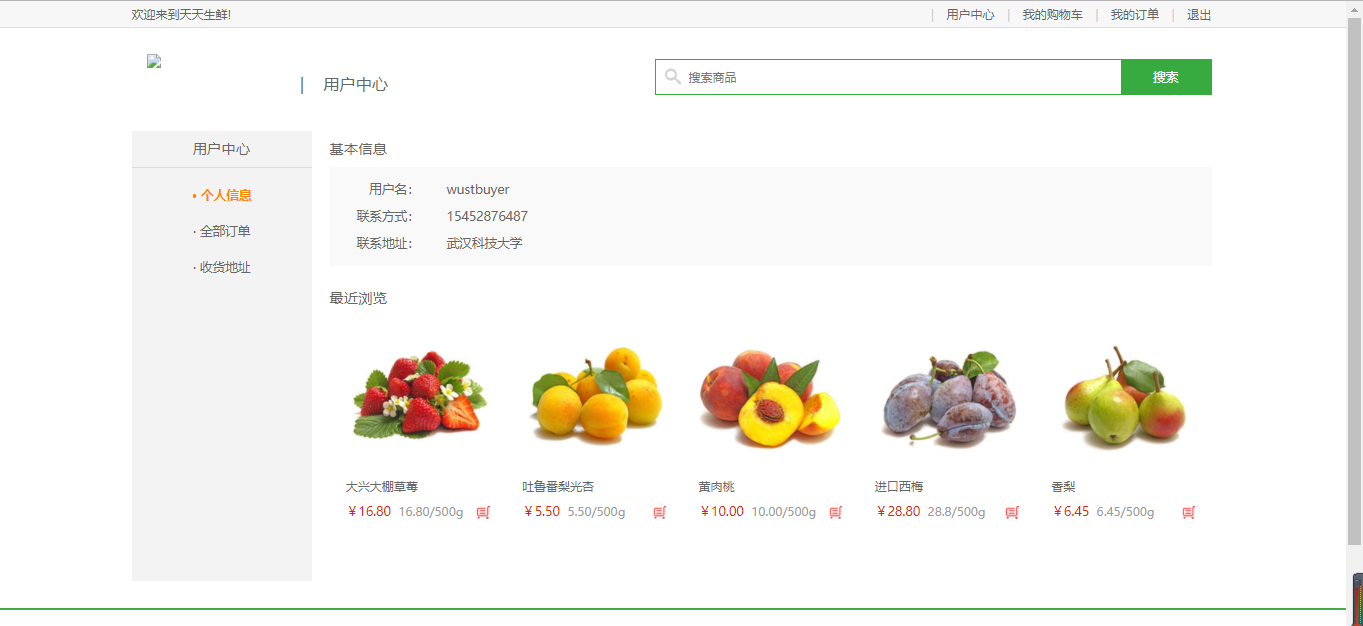 欢迎来到天天生鲜!
| 用户中心 | 我的购物车 | 我的订单 | 退出
| 用户中心
搜索商品
搜索
用户中心
• 个人信息
· 全部订单
· 收货地址
基本信息
用户名： wustbuyer
联系方式： 15452876487
联系地址： 武汉科技大学
最近浏览
大兴大棚草莓
￥16.80 16.80/500g
吐鲁番梨光杏
￥5.50 5.50/500g
黄肉桃
￥10.00 10.00/500g
进口西梅
￥28.80 28.8/500g
香梨
￥6.45 6.45/500g